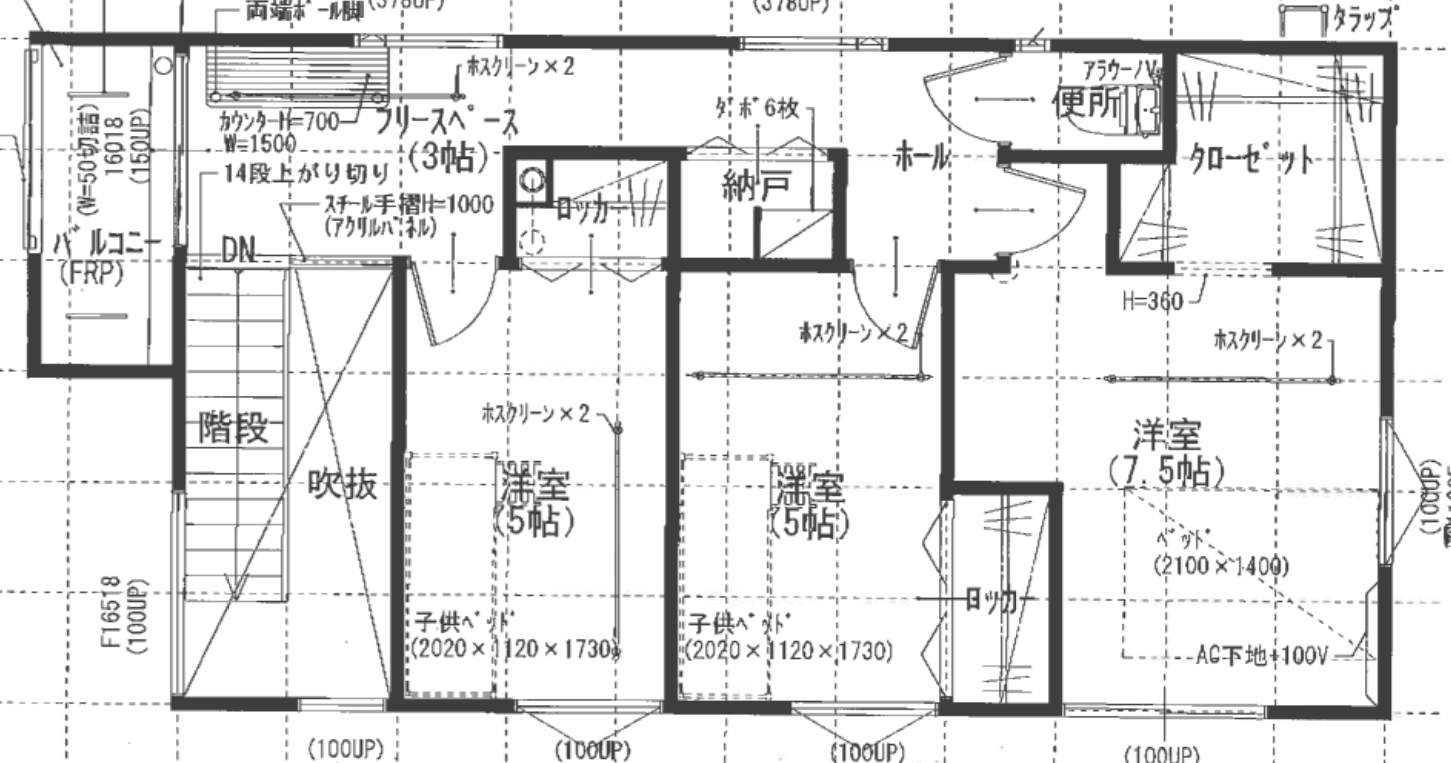 両端ﾎﾟｰﾙ脚
(3780UP)
(3780UP)
タラップ
ホスクリーン×2
アラウーノV
便所
カウンターH=700
W=1500
フリースペース
(3帖)
ダボ6枚
ホール
クローゼット
(W=50切詰)
16018
(150UP)
14段上がり切り
スチール手摺H=1000
(アクリルパネル)
ロッカー
納戸
バルコニー
(FRP)
DN
H=360
ホスクリーン×2
ホスクリーン×2
ホスクリーン×2
階段
吹抜
洋室
(5帖)
洋室
(5帖)
洋室
(7.5帖)
(100UP)
ベッド
(2100×1400)
F16518
(100UP)
子供ベッド
(2020×1120×1730)
子供ベッド
(2020×1120×1730)
ロッカー
AC下地+100V
(100UP)
(100UP)
(100UP)
(100UP)